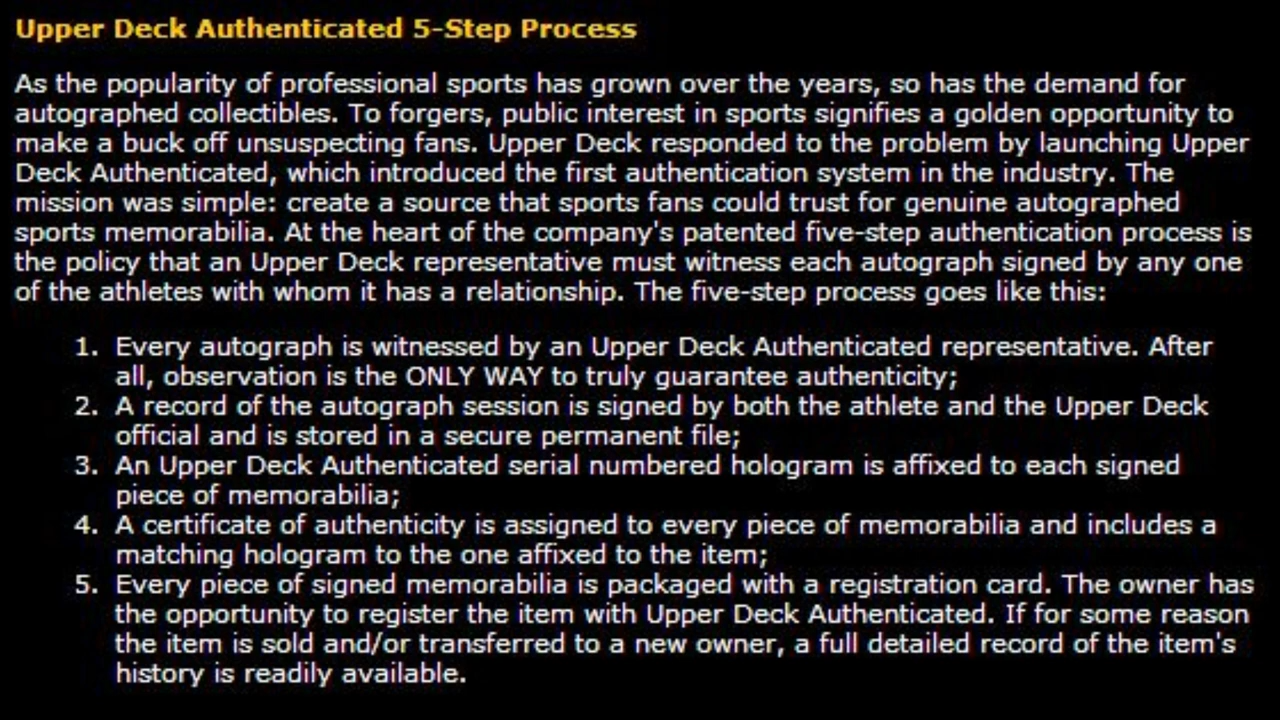 Upper Deck Authenticated 5-Step Process
As the popularity of professional sports has grown over the years, so has the demand for
autographed collectibles. To forgers, public interest in sports signifies a golden opportunity to
make a buck off unsuspecting fans. Upper Deck responded to the problem by launching Upper
Deck Authenticated, which introduced the first authentication system in the industry. The
mission was simple: create a source that sports fans could trust for genuine autographed
sports memorabilia. At the heart of the company's patented five-step authentication process is
the policy that an Upper Deck representative must witness each autograph signed by any one
of the athletes with whom it has a relationship. The five-step process goes like this:
1. Every autograph is witnessed by an Upper Deck Authenticated representative. After
all, observation is the ONLY WAY to truly guarantee authenticity;
2. A record of the autograph session is signed by both the athlete and the Upper Deck
official and is stored in a secure permanent file;
3. An Upper Deck Authenticated serial numbered hologram is affixed to each signed
piece of memorabilia;
4. A certificate of authenticity is assigned to every piece of memorabilia and includes a
matching hologram to the one affixed to the item;
5. Every piece of signed memorabilia is packaged with a registration card. The owner has
the opportunity to register the item with Upper Deck Authenticated. If for some reason
the item is sold and/or transferred to a new owner, a full detailed record of the item's
history is readily available.